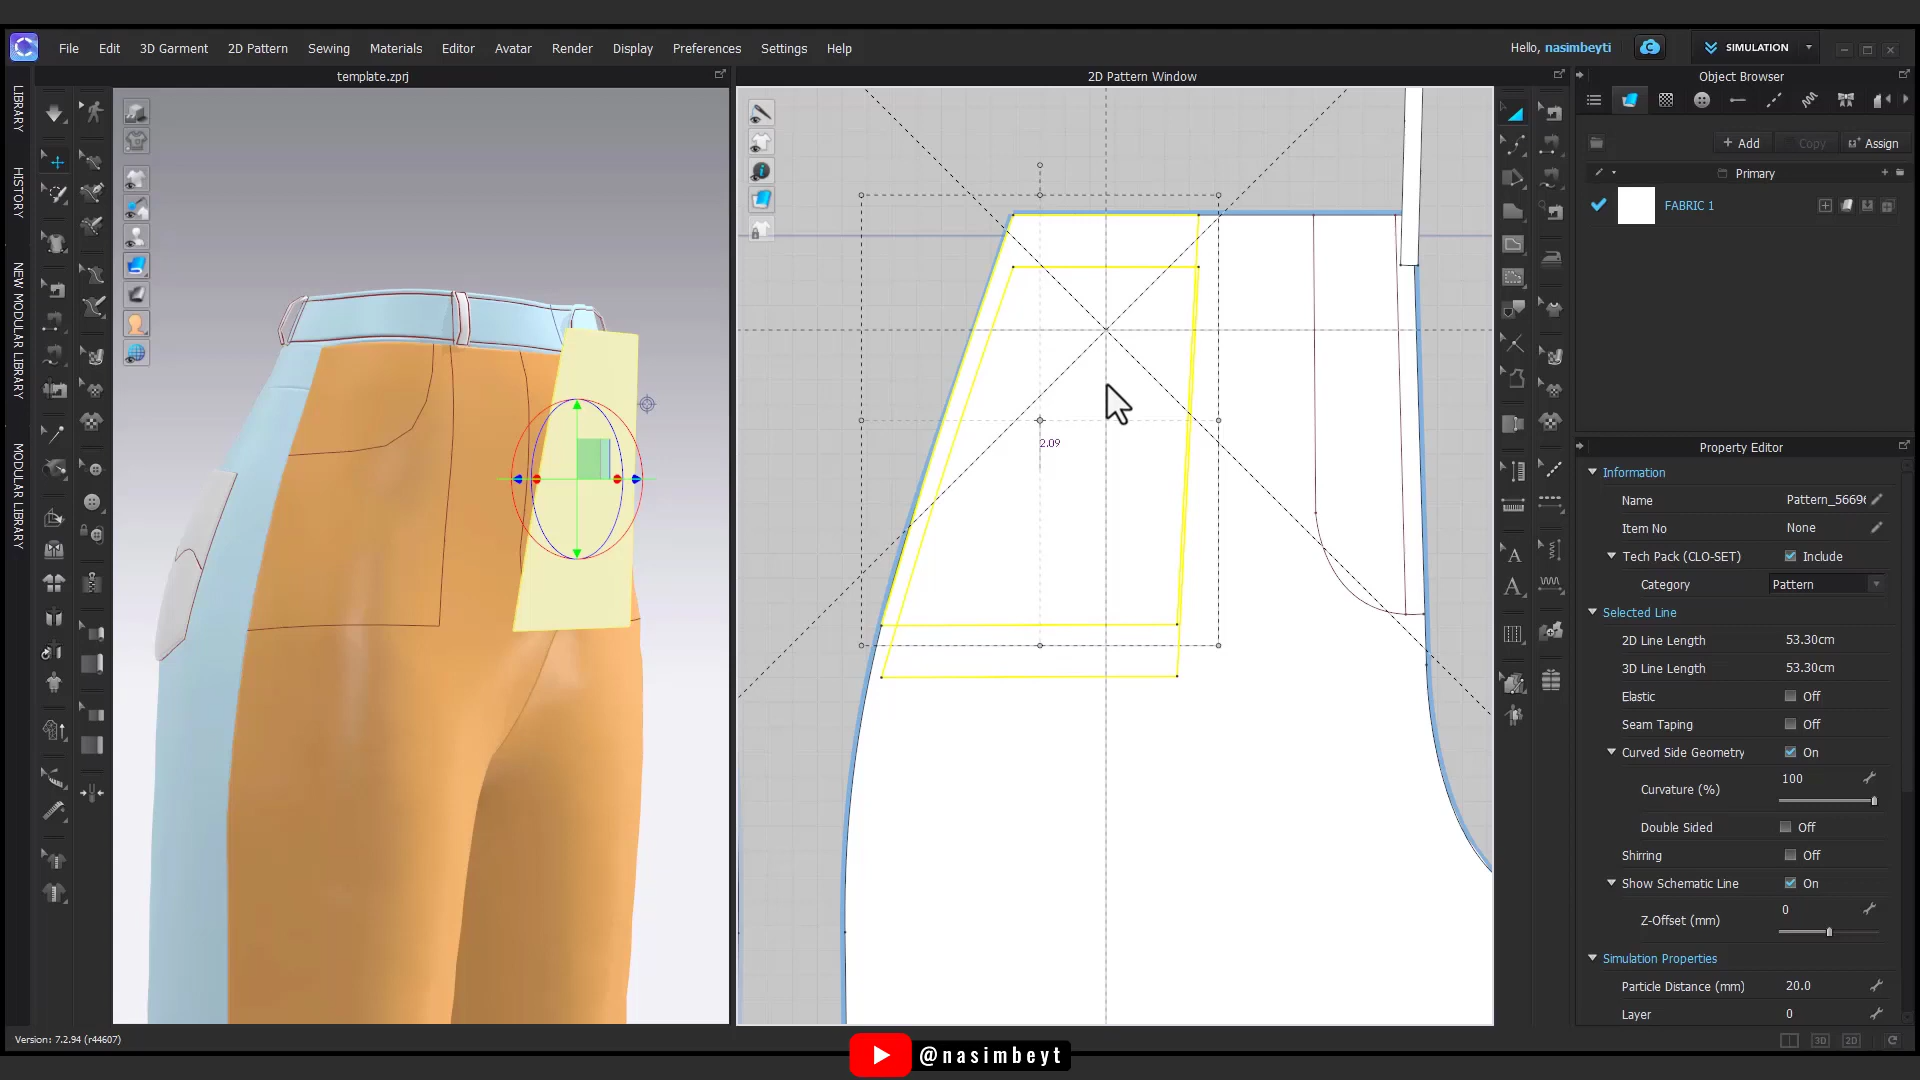 File Edit 3D Garment 2D Pattern Sewing Materials Editor Avatar Render Display Preferences Settings Help
Hello, nasimbeyti
SIMULATION
template.zprj
2D Pattern Window
Object Browser
LIBRARY
HISTORY
NEW MODULAR LIBRARY
MODULAR LIBRARY
+ Add
Copy
Assign
Primary
FABRIC 1
2.09
Property Editor
Information
Name Pattern_5669
Item No None
Tech Pack (CLO-SET) Include
Category Pattern
Selected Line
2D Line Length 53.30cm
3D Line Length 53.30cm
Elastic Off
Seam Taping Off
Curved Side Geometry On
Curvature (%) 100
Double Sided Off
Shirring Off
Show Schematic Line On
Z-Offset (mm) 0
Simulation Properties
Particle Distance (mm) 20.0
Layer 0
Version: 7.2.94 (r44607)
3D 2D
@nasimbeyt